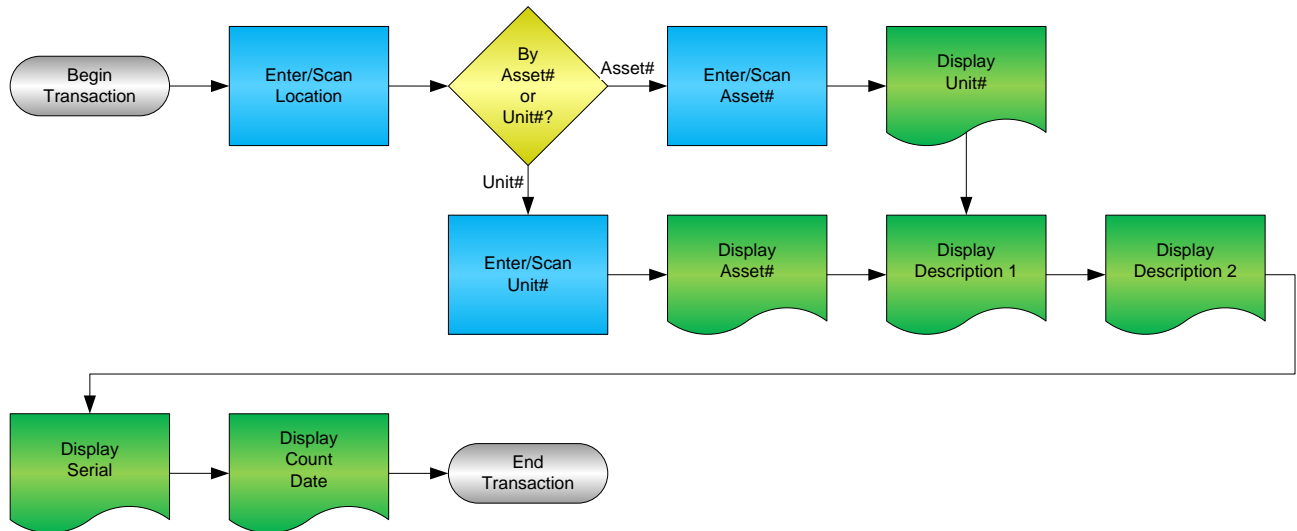 Begin
Transaction
Enter/Scan
Location
By
Asset#
or
Unit#?
Asset#
Enter/Scan
Asset#
Display
Unit#
Unit#
Enter/Scan
Unit#
Display
Asset#
Display
Description 1
Display
Description 2
Display
Serial
Display
Count
Date
End
Transaction